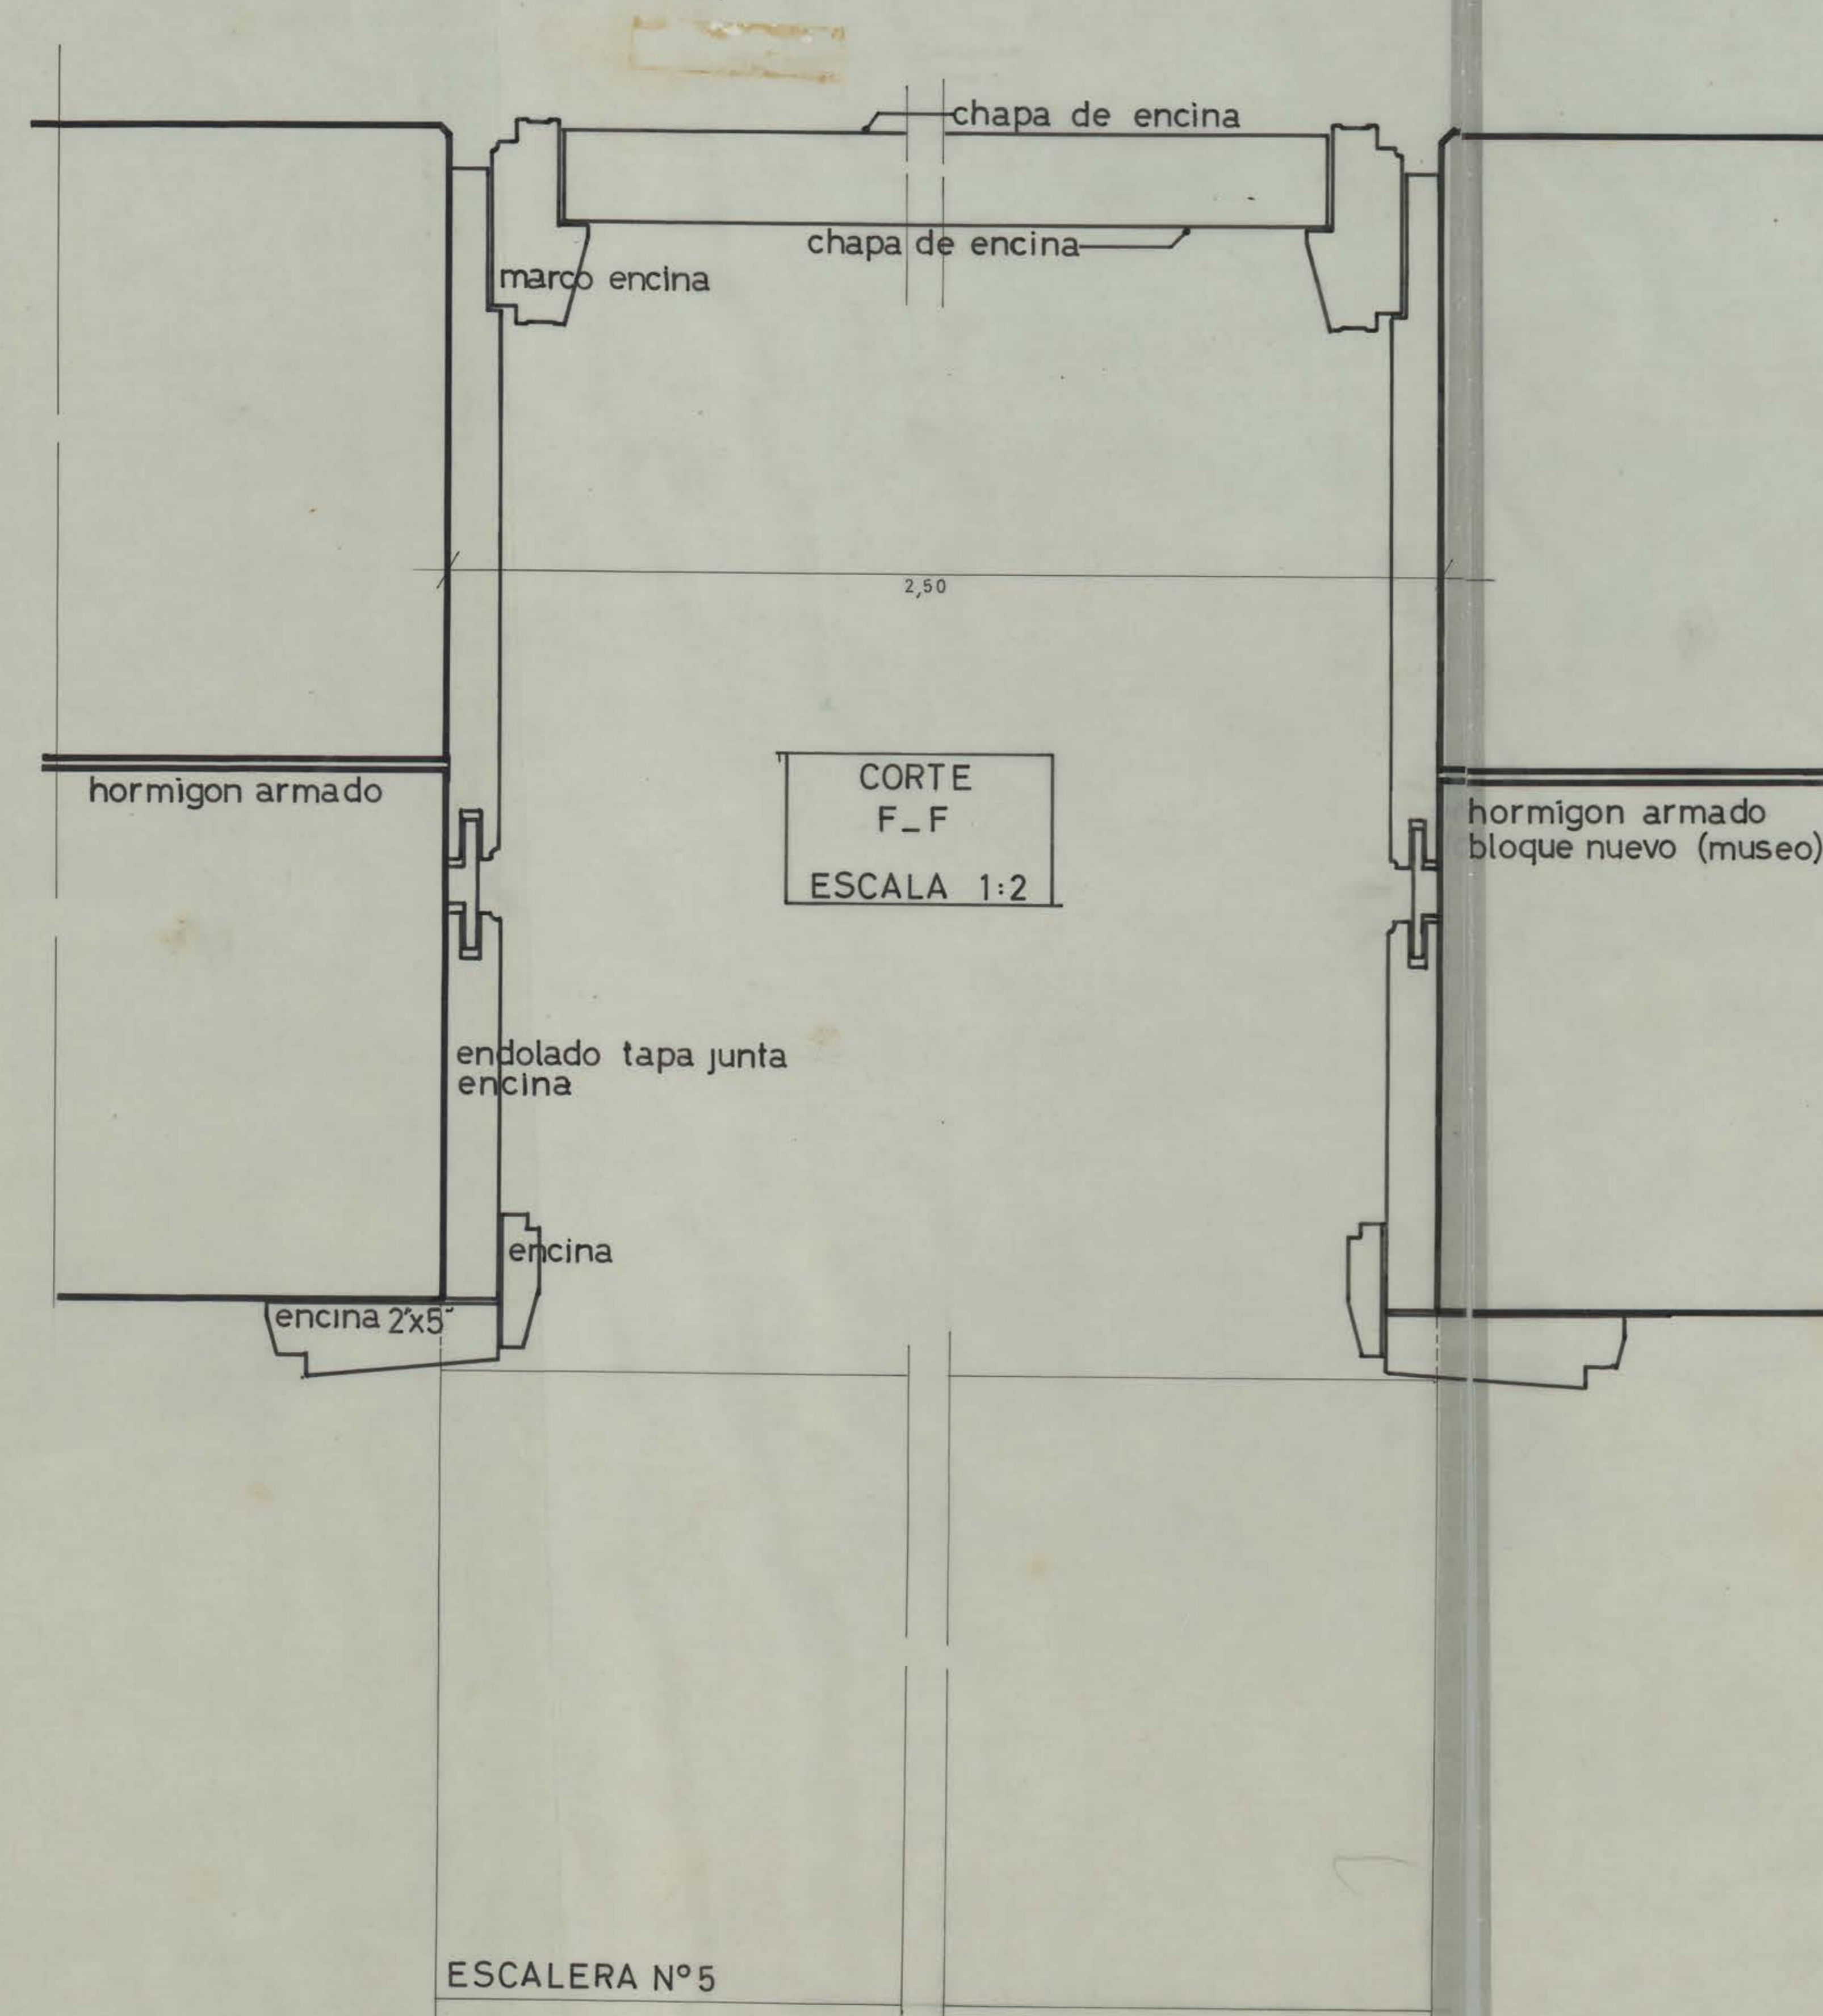 chapa de encina
chapa de encina
marco encina
2,50
CORTE
F_F
ESCALA 1:2
hormigon armado
hormigon armado
bloque nuevo (museo)
endolado tapa junta
encina
encina
encina 2"x5"
ESCALERA N°5